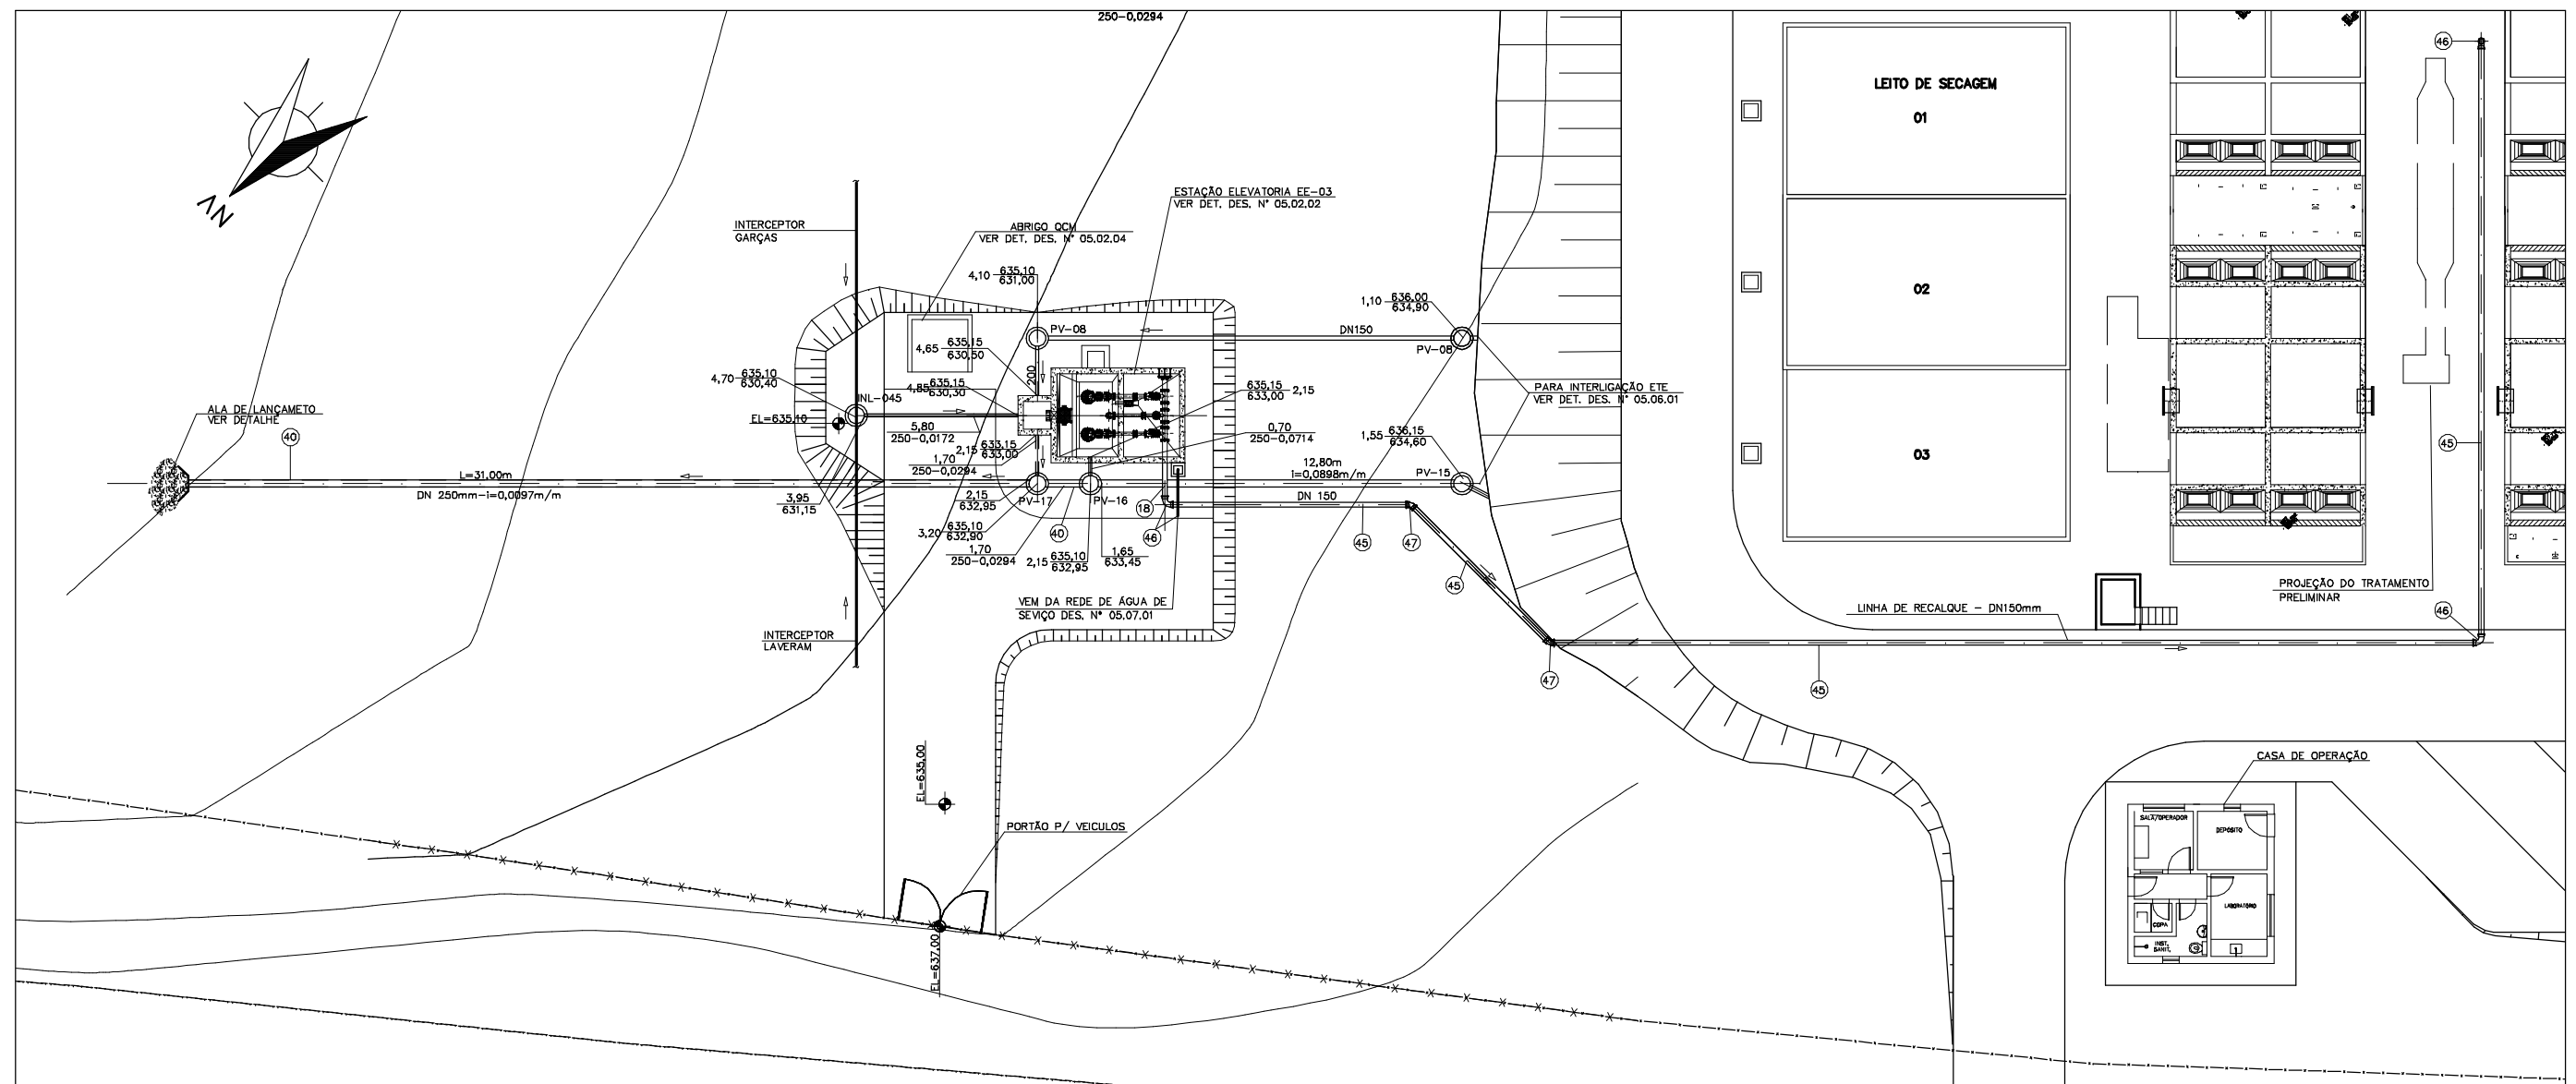 250-0,0294
46
LEITO DE SECAGEM
01
02
03
N
INTERCEPTOR
GARÇAS
ABRIGO QCM
VER DET. DES. N° 05.02.04
ESTAÇÃO ELEVATORIA EE-03
VER DET. DES. N° 05.02.02
4,10 635,10
631,00
1,10 636,00
634,90
PV-08
DN150
PV-08
4,65 635,15
630,50
200
4,70 635,10
630,40
4,85 635,15
630,30
INL-045
EL=635,10
635,15 2,15
633,00
PARA INTERLIGAÇÃO ETE
VER DET. DES. N° 05.06.01
ALA DE LANÇAMETO
VER DETALHE
40
5,80
250-0,0172
2,15 633,15
633,00
0,70
250-0,0714
1,55 636,15
634,60
45
1,70
250-0,0294
12,80m
i=0,0898m/m
PV-15
L=31,00m
DN 250mm-i=0,0097m/m
3,95
631,15
2,15
632,95
PV-17
PV-16
DN 150
18
3,20 635,10
632,90
40
46
45
47
1,70
250-0,0294
2,15 635,10
632,95
1,65
633,45
45
VEM DA REDE DE ÁGUA DE
SEVIÇO DES. N° 05.07.01
PROJEÇÃO DO TRATAMENTO
PRELIMINAR
LINHA DE RECALQUE - DN150mm
46
INTERCEPTOR
LAVERAM
47
45
EL=635,00
CASA DE OPERAÇÃO
PORTÃO P/ VEICULOS
SALA/OPERADOR
DEPOSITO
LABORATÓRIO
COPA
INST.
SANIT.
EL=637,00